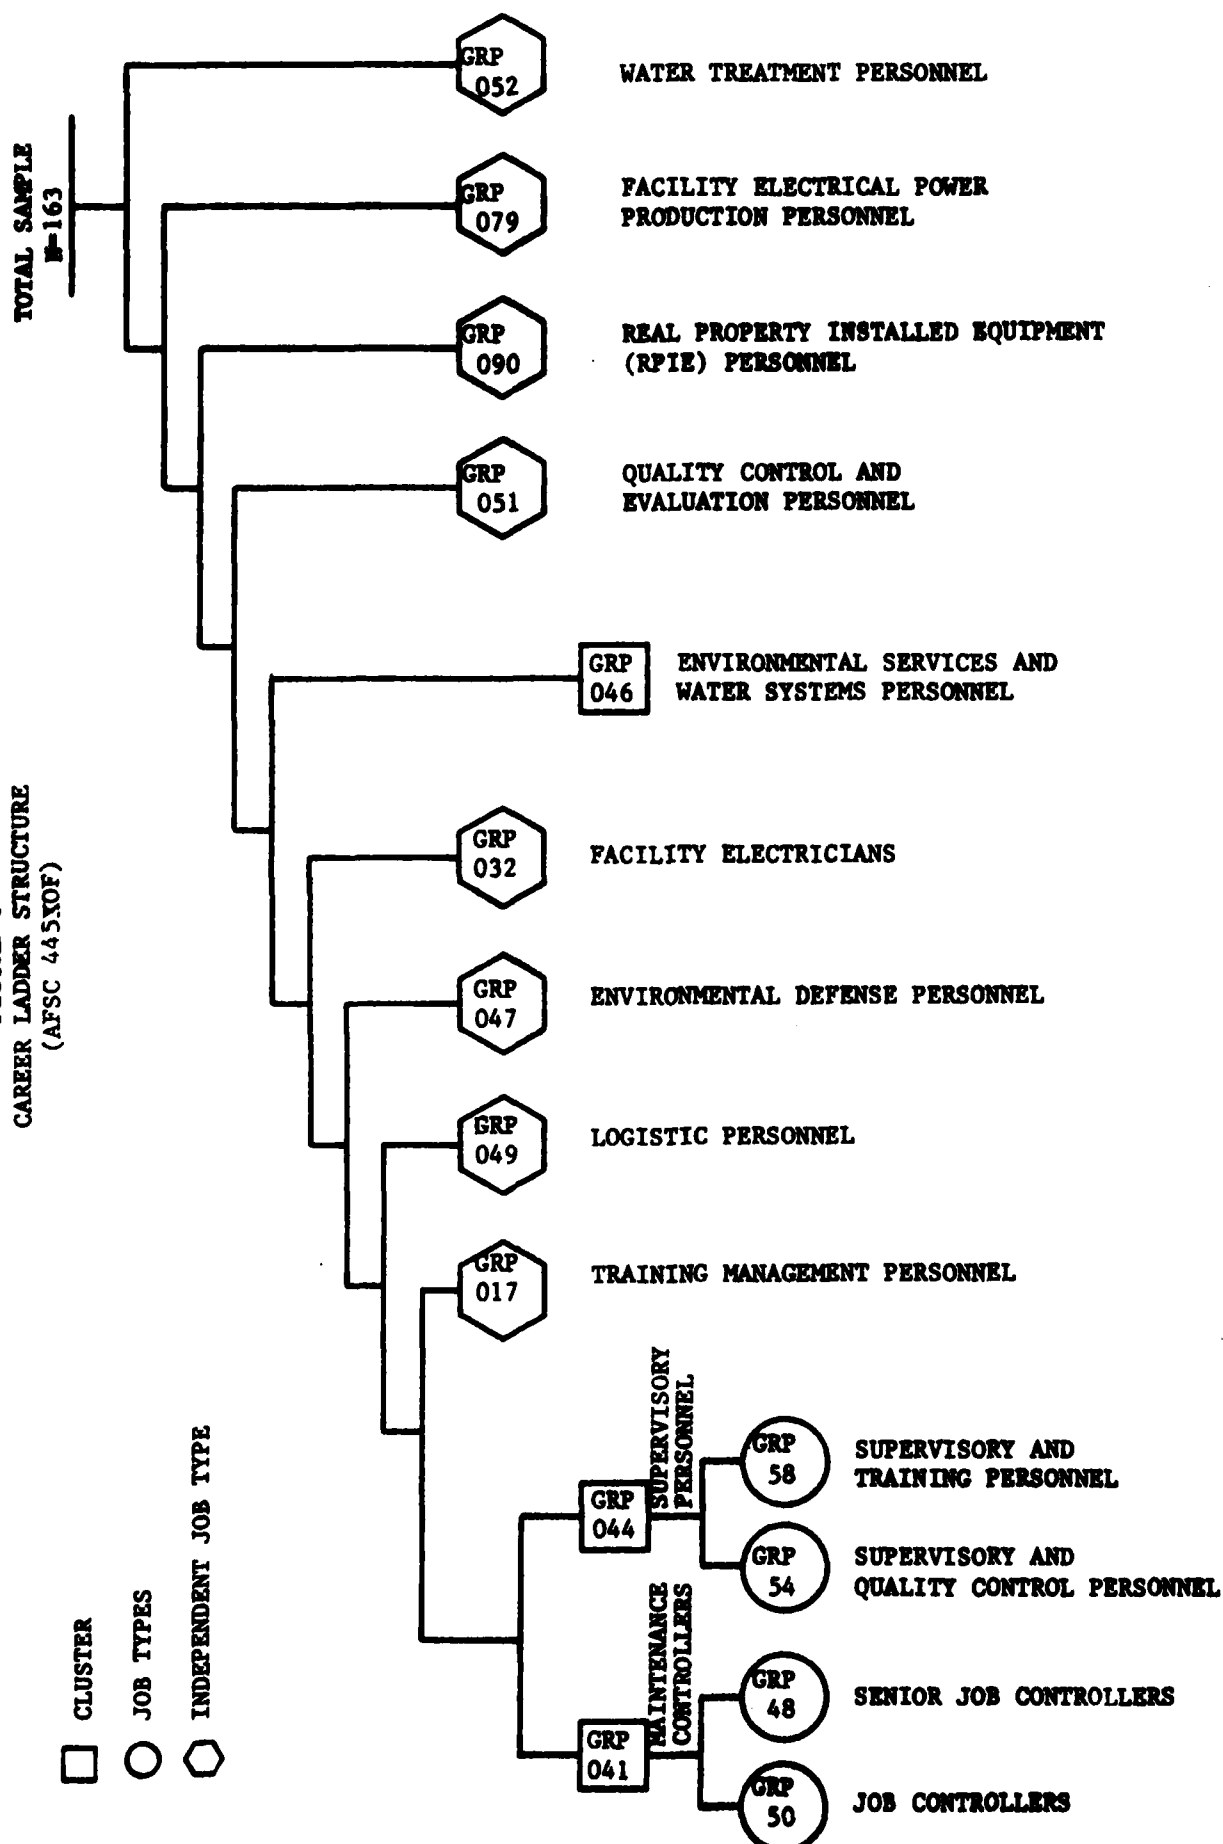 CAREER LADDER STRUCTURE
(AFSC 445X0F)
TOTAL SAMPLE
N=163
GRP
052
WATER TREATMENT PERSONNEL
GRP
079
FACILITY ELECTRICAL POWER
PRODUCTION PERSONNEL
GRP
090
REAL PROPERTY INSTALLED EQUIPMENT
(RPIE) PERSONNEL
GRP
051
QUALITY CONTROL AND
EVALUATION PERSONNEL
GRP
046
ENVIRONMENTAL SERVICES AND
WATER SYSTEMS PERSONNEL
GRP
032
FACILITY ELECTRICIANS
GRP
047
ENVIRONMENTAL DEFENSE PERSONNEL
GRP
049
LOGISTIC PERSONNEL
GRP
017
TRAINING MANAGEMENT PERSONNEL
GRP
044
SUPERVISORY
PERSONNEL
GRP
58
SUPERVISORY AND
TRAINING PERSONNEL
GRP
54
SUPERVISORY AND
QUALITY CONTROL PERSONNEL
GRP
041
MAINTENANCE
CONTROLLERS
GRP
48
SENIOR JOB CONTROLLERS
GRP
50
JOB CONTROLLERS
CLUSTER
JOB TYPES
INDEPENDENT JOB TYPE